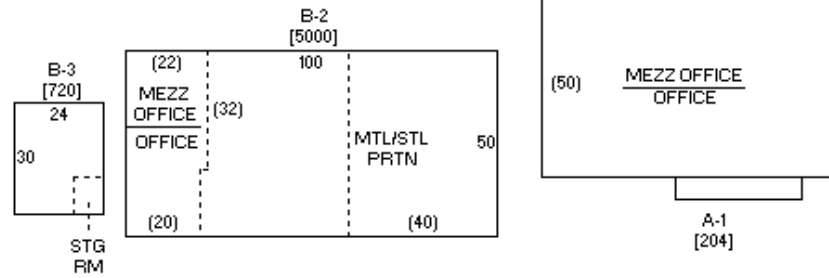 B-3
[720]
24
30
STG
RM
B-2
[5000]
(22)
100
MEZZ
OFFICE
OFFICE
(32)
MTL/STL
PRTN
50
(20)
(40)
(50)
MEZZ OFFICE
OFFICE
A-1
[204]